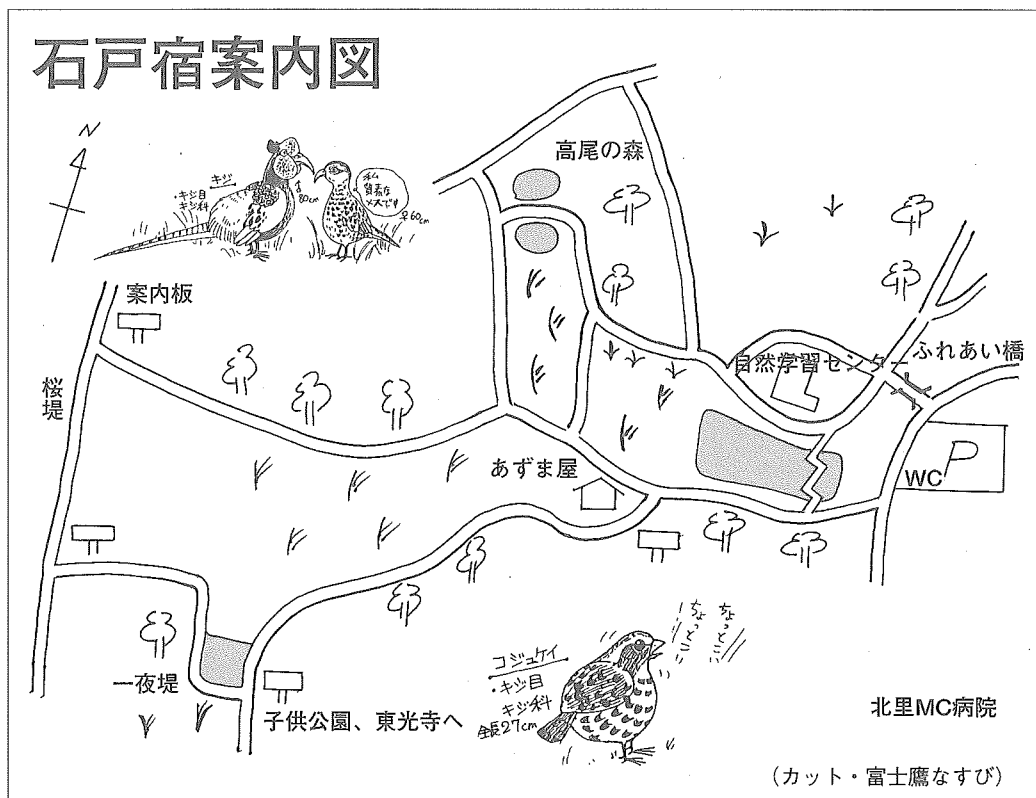 石戸宿案内図
N
キジ
・キジ目
キジ科
♂80cm
私
質素な
メスです
♀60cm
高尾の森
案内板
桜堤
自然学習センター
ふれあい橋
あずま屋
WC
P
一夜堤
子供公園、東光寺へ
コジュケイ
・キジ目
キジ科
全長27cm
ちょっとこい
ちょっとこい
北里MC病院
(カット・富士鷹なすび)